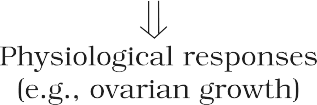 Physiological responses
(e.g., ovarian growth)